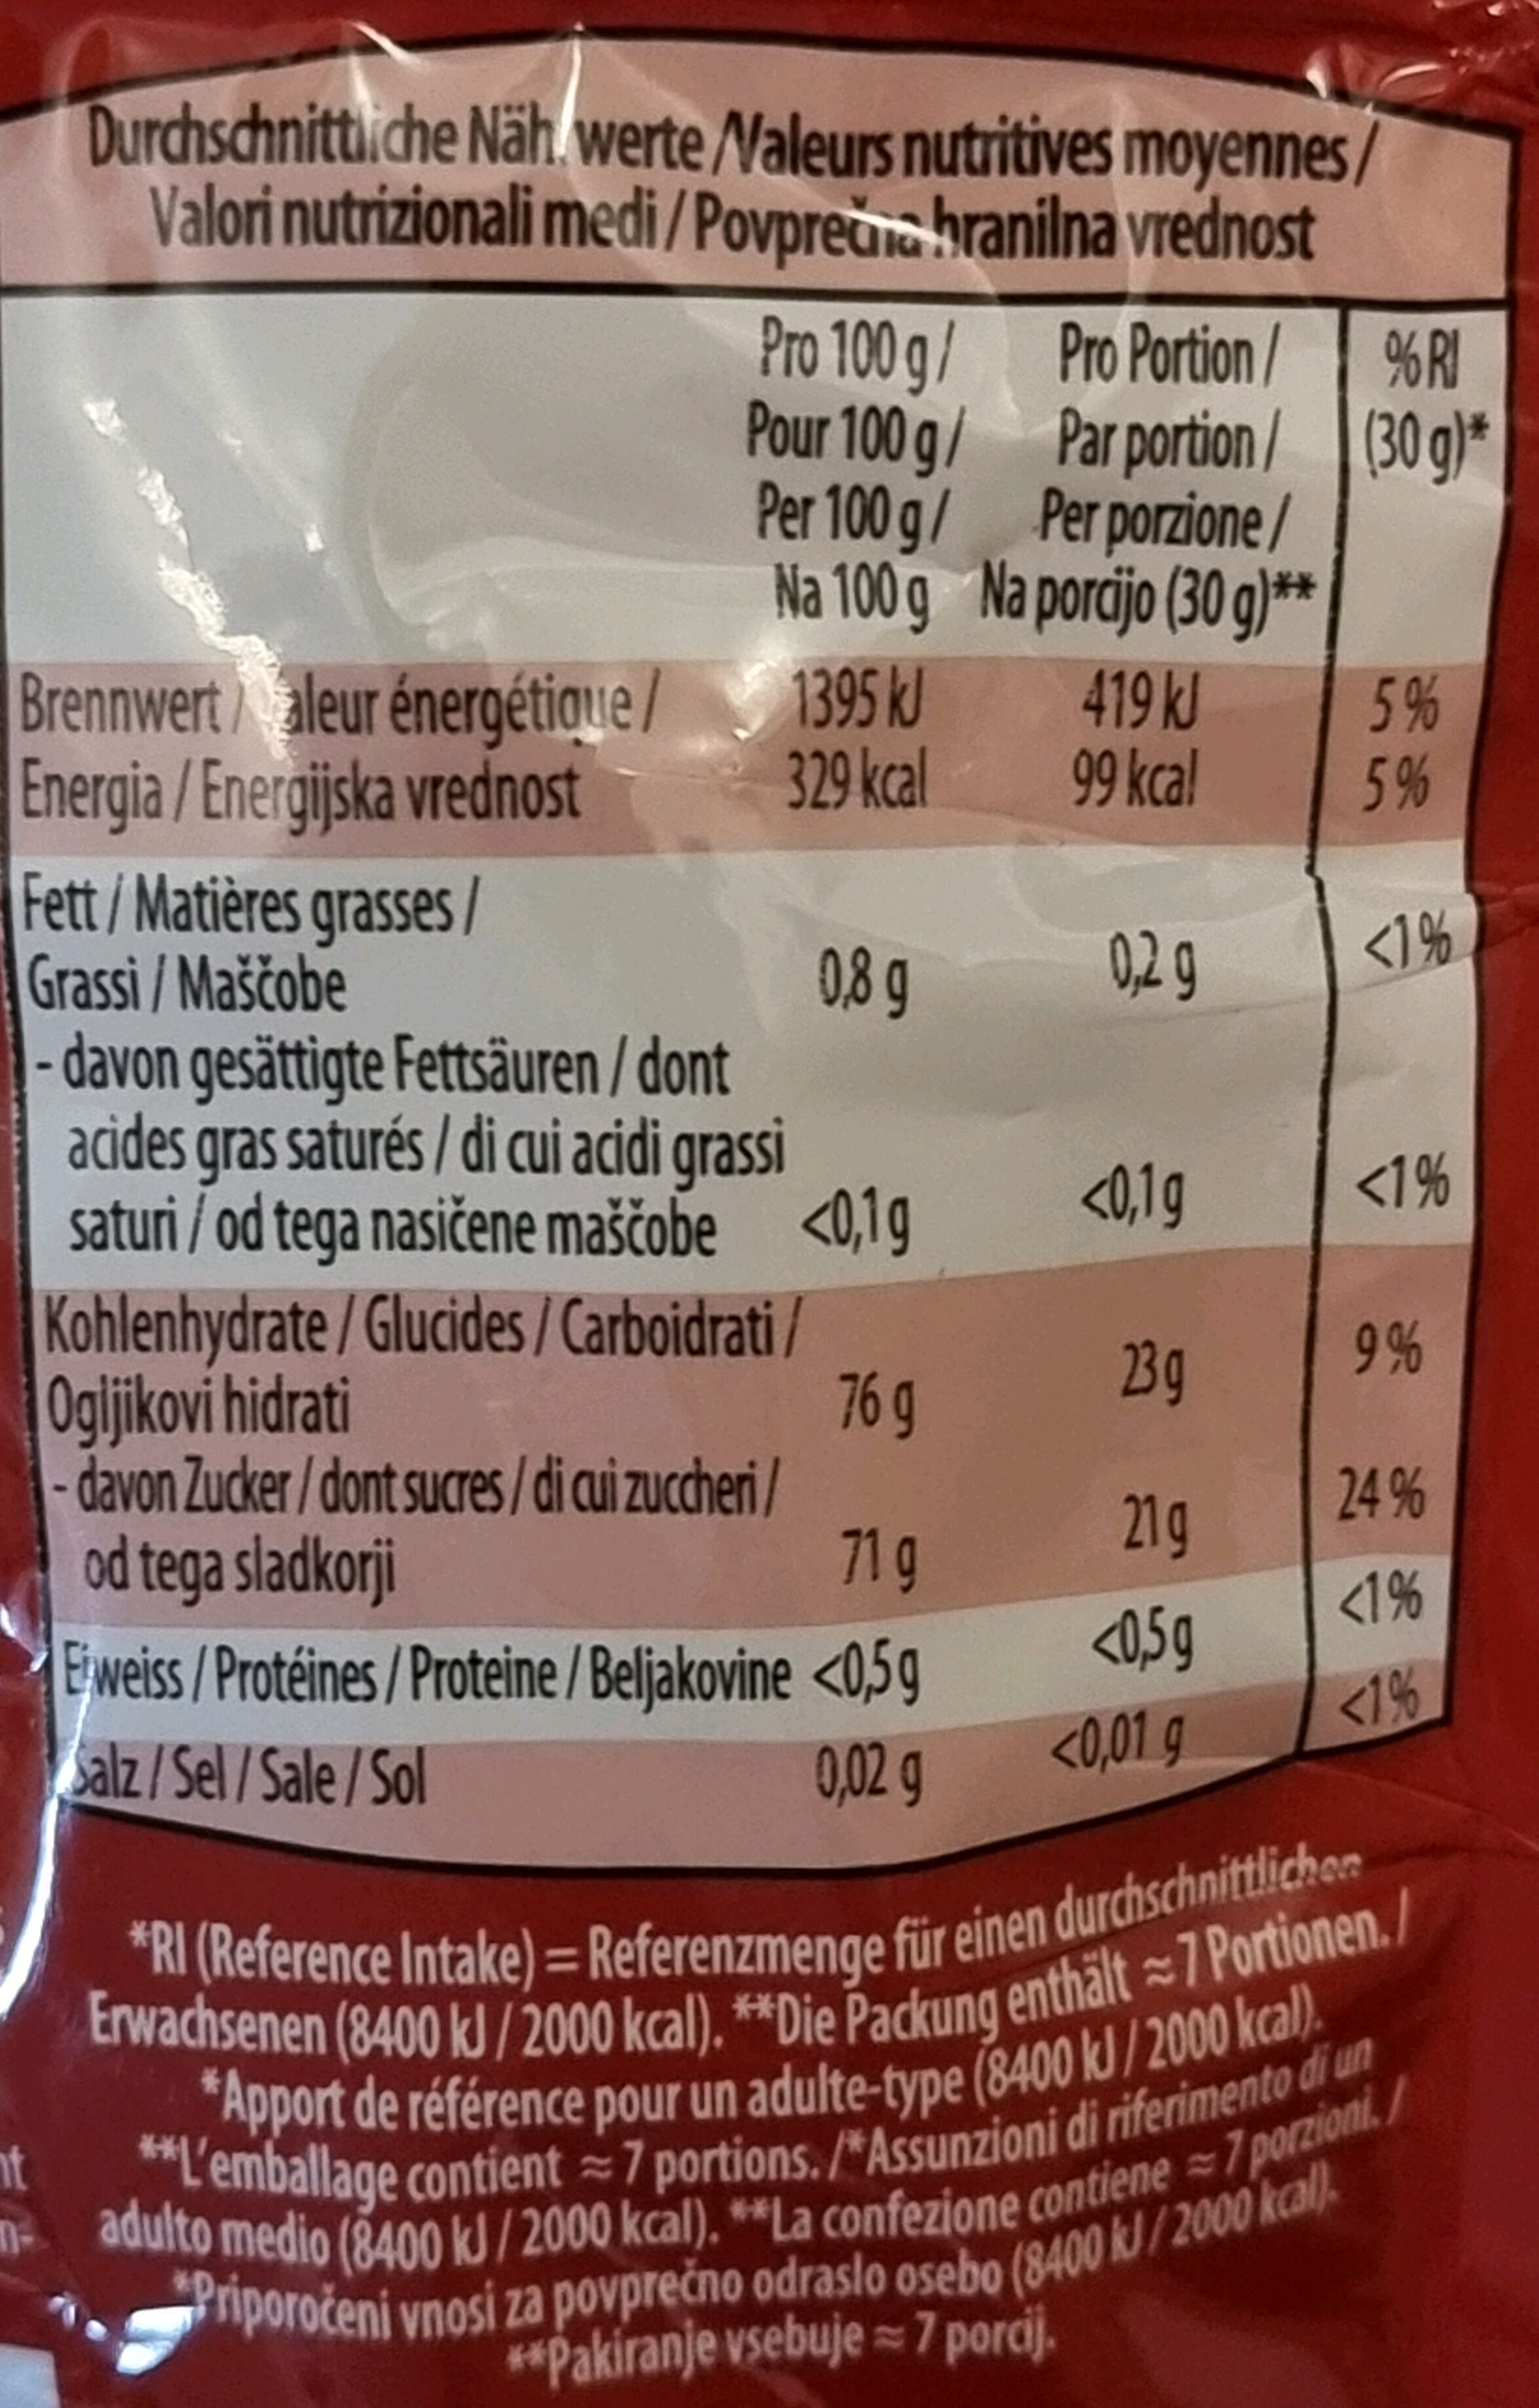 Durchschnittliche Nährwerte / Valeurs nutritives moyennes /
Valori nutrizionali medi / Povprečna hranilna vrednost
Pro 100 g / Pro Portion / % RI
Pour 100 g / Par portion / (30 g)*
Per 100 g / Per porzione /
Na 100 g Na porcijo (30 g)**
Brennwert / Valeur énergétique / 1395 kJ 419 kJ 5 %
Energia / Energijska vrednost 329 kcal 99 kcal 5 %
Fett / Matières grasses /
Grassi / Maščobe 0,8 g 0,2 g <1 %
- davon gesättigte Fettsäuren / dont
acides gras saturés / di cui acidi grassi
saturi / od tega nasičene maščobe <0,1 g <0,1 g <1 %
Kohlenhydrate / Glucides / Carboidrati /
Ogljikovi hidrati 76 g 23 g 9 %
- davon Zucker / dont sucres / di cui zuccheri /
od tega sladkorji 71 g 21 g 24 %
Eiweiss / Protéines / Proteine / Beljakovine <0,5 g <0,5 g <1 %
Salz / Sel / Sale / Sol 0,02 g <0,01 g <1 %
*RI (Reference Intake) = Referenzmenge für einen durchschnittlichen
Erwachsenen (8400 kJ / 2000 kcal). **Die Packung enthält ≈ 7 Portionen. /
*Apport de référence pour un adulte-type (8400 kJ / 2000 kcal).
**L'emballage contient ≈ 7 portions. /*Assunzioni di riferimento di un
adulto medio (8400 kJ / 2000 kcal). **La confezione contiene ≈ 7 porzioni. /
*Priporočeni vnosi za povprečno odraslo osebo (8400 kJ / 2000 kcal).
**Pakiranje vsebuje ≈ 7 porcij.